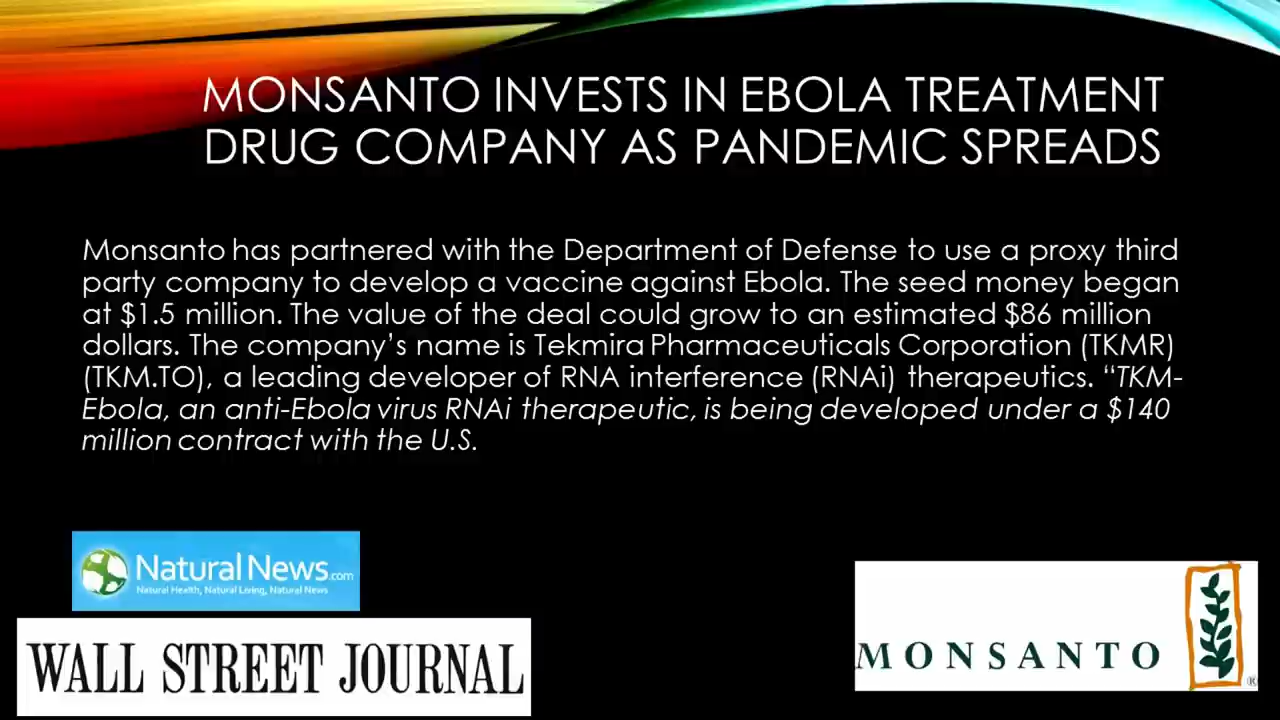 MONSANTO INVESTS IN EBOLA TREATMENT
DRUG COMPANY AS PANDEMIC SPREADS
Monsanto has partnered with the Department of Defense to use a proxy third
party company to develop a vaccine against Ebola. The seed money began
at $1.5 million. The value of the deal could grow to an estimated $86 million
dollars. The company’s name is Tekmira Pharmaceuticals Corporation (TKMR)
(TKM.TO), a leading developer of RNA interference (RNAi) therapeutics. “TKM-
Ebola, an anti-Ebola virus RNAi therapeutic, is being developed under a $140
million contract with the U.S.
NaturalNews.com
Natural Health, Natural Living, Natural News
WALL STREET JOURNAL
MONSANTO
®